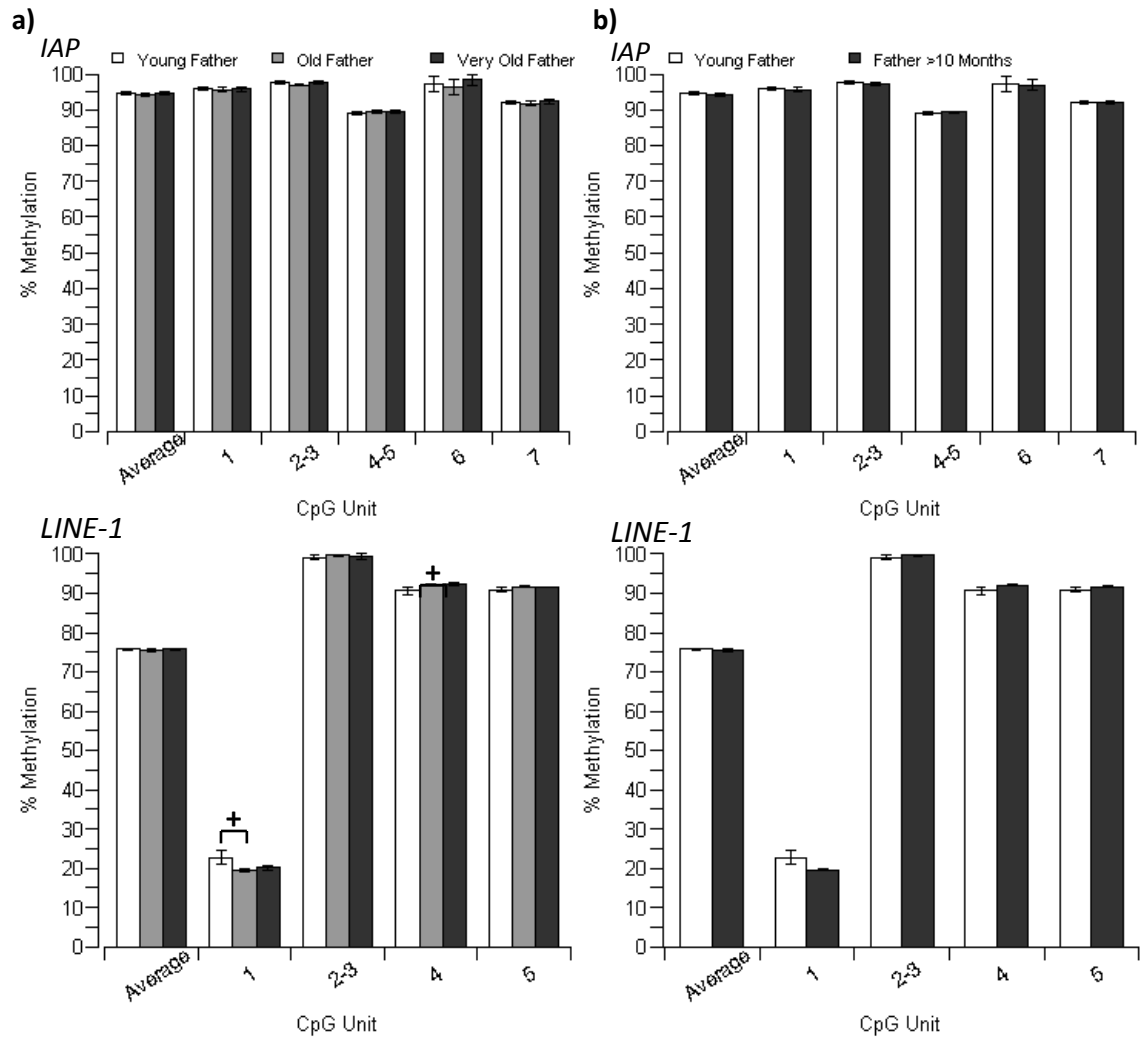 a)
IAP
Young Father Old Father Very Old Father
100
90
80
70
60
50
40
30
20
10
0
% Methylation
Average 1 2-3 4-5 6 7
CpG Unit
b)
IAP
Young Father Father >10 Months
100
90
80
70
60
50
40
30
20
10
0
% Methylation
Average 1 2-3 4-5 6 7
CpG Unit
LINE-1
100
90
80
70
60
50
40
30
20
10
0
% Methylation
+
+
Average 1 2-3 4 5
CpG Unit
LINE-1
100
90
80
70
60
50
40
30
20
10
0
% Methylation
Average 1 2-3 4 5
CpG Unit